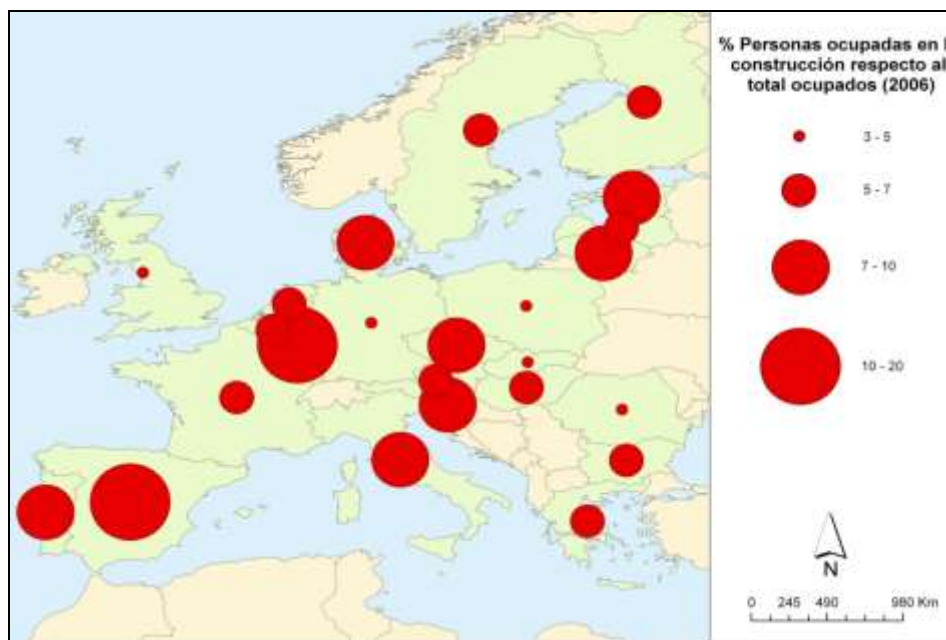 % Personas ocupadas en l
construcción respecto al
total ocupados (2006)
3 - 5
5 - 7
7 - 10
10 - 20
N
0 245 490 980 Km